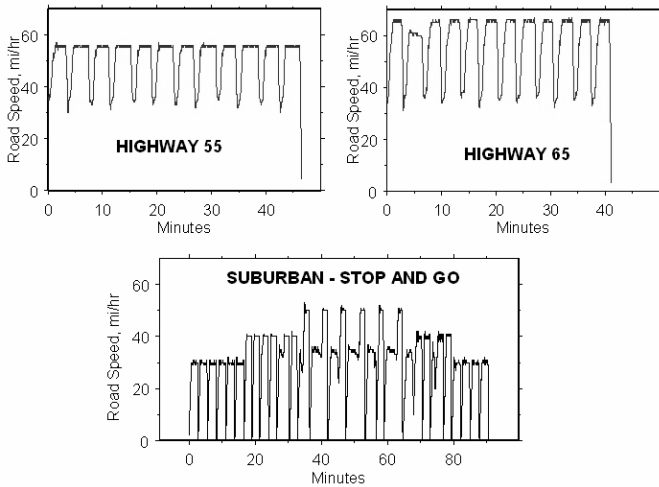 60
40
20
0
Road Speed, mi/hr
HIGHWAY 55
0 10 20 30 40
Minutes
60
40
20
0
Road Speed, mi/hr
HIGHWAY 65
0 10 20 30 40
Minutes
SUBURBAN - STOP AND GO
60
40
20
0
Road Speed, mi/hr
0 20 40 60 80
Minutes